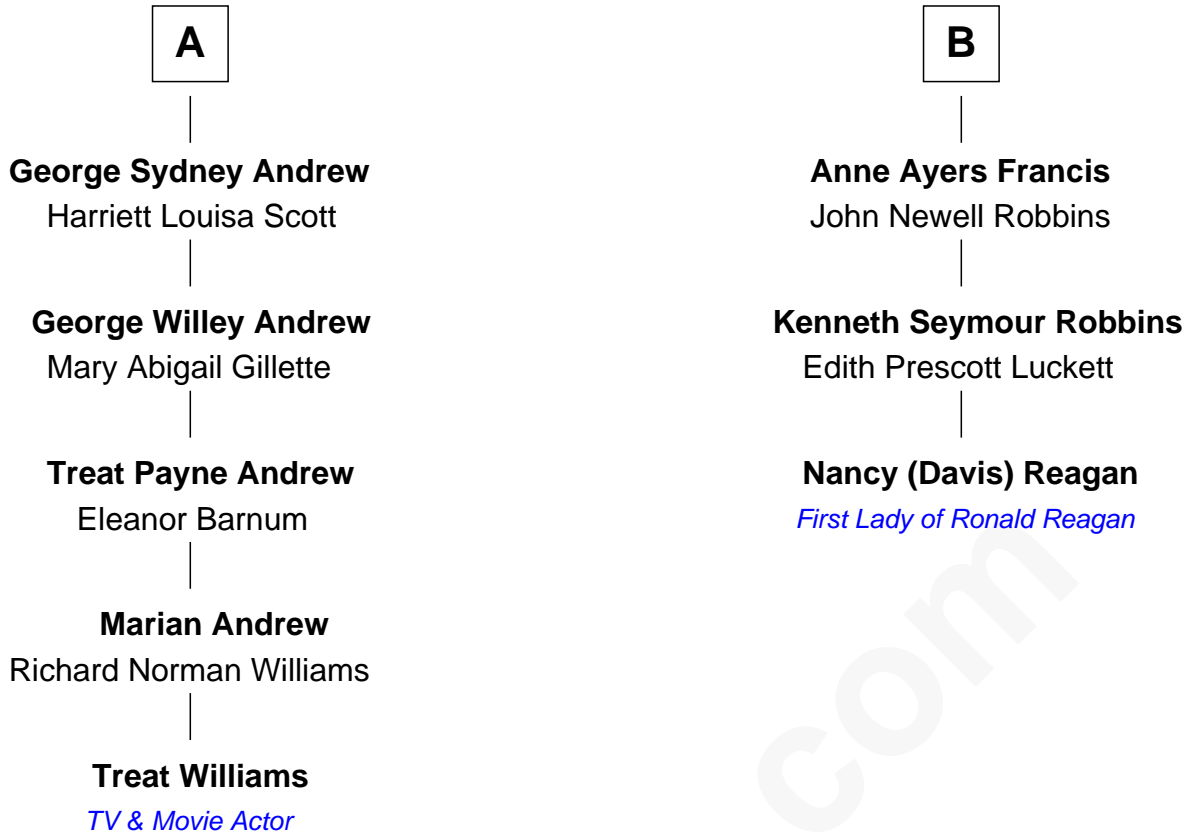 A
George Sydney Andrew
Harriett Louisa Scott
George Willey Andrew
Mary Abigail Gillette
Treat Payne Andrew
Eleanor Barnum
Marian Andrew
Richard Norman Williams
Treat Williams
TV & Movie Actor
B
Anne Ayers Francis
John Newell Robbins
Kenneth Seymour Robbins
Edith Prescott Luckett
Nancy (Davis) Reagan
First Lady of Ronald Reagan
com